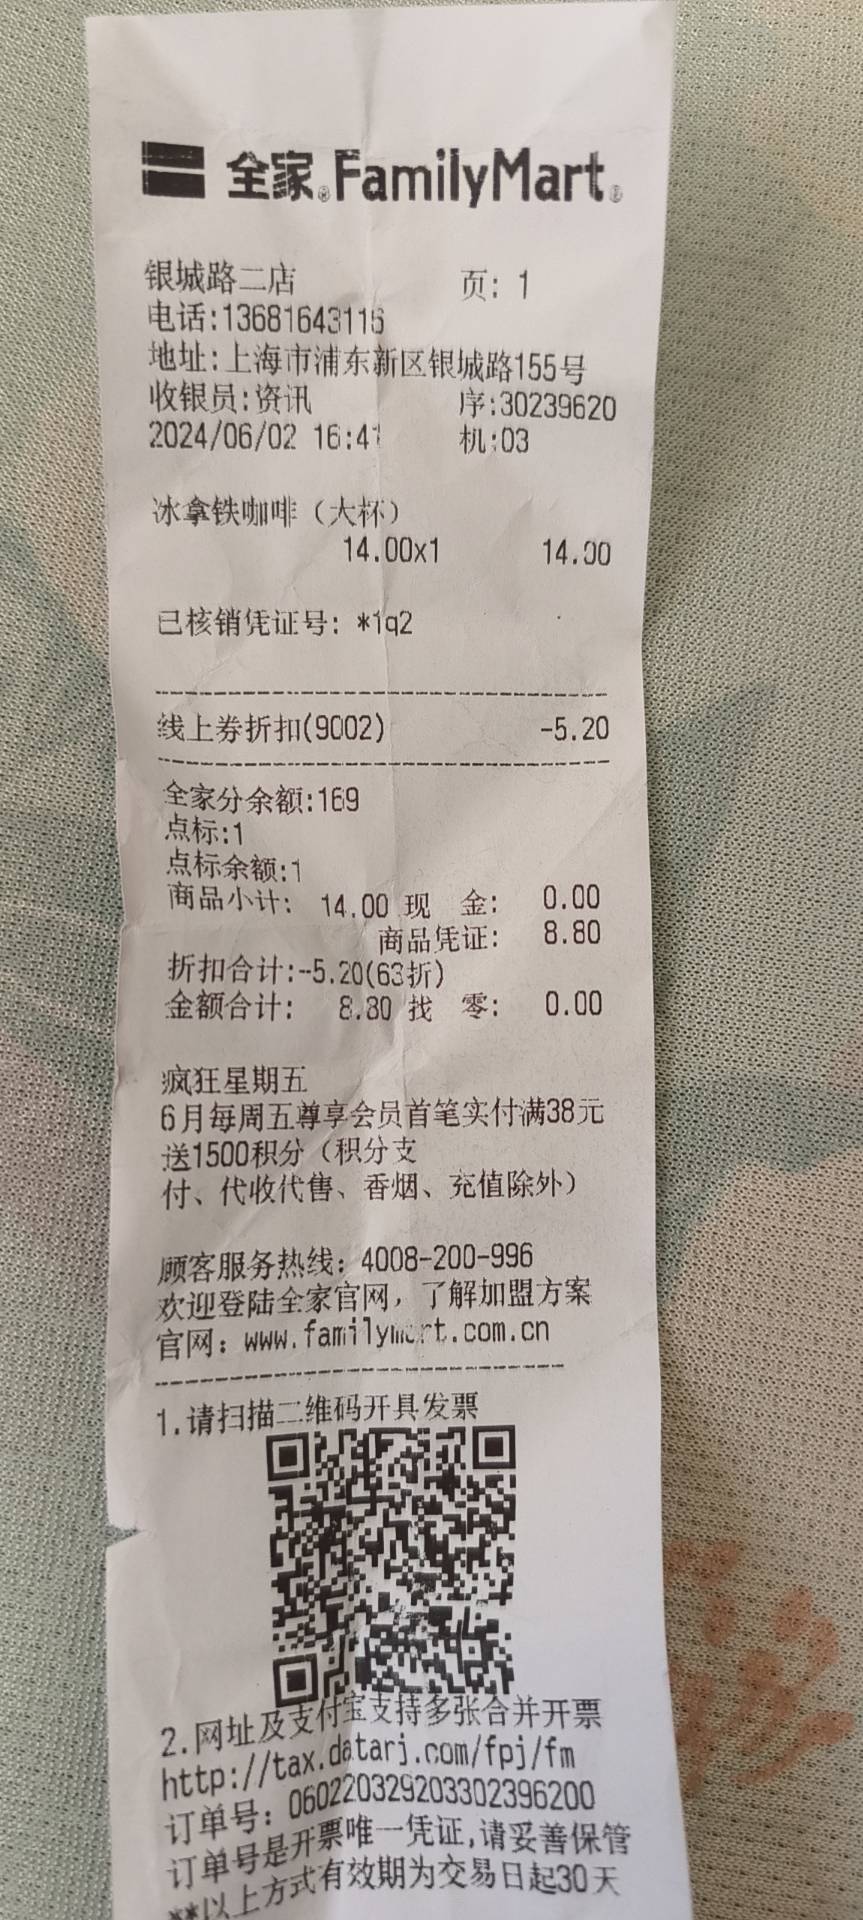 全家® FamilyMart®
银城路二店 页: 1
电话:13681643116
地址:上海市浦东新区银城路155号
收银员:资讯 序:30239620
2024/06/02 16:41 机:03
冰拿铁咖啡（大杯）
14.00x1 14.00
已核销凭证号: *1q2
线上券折扣(9002) -5.20
全家分余额:169
点标:1
点标余额:1
商品小计: 14.00 现 金: 0.00
商品凭证: 8.80
折扣合计:-5.20(63折)
金额合计: 8.80 找 零: 0.00
疯狂星期五
6月每周五尊享会员首笔实付满38元
送1500积分（积分支
付、代收代售、香烟、充值除外）
顾客服务热线: 4008-200-996
欢迎登陆全家官网，了解加盟方案
官网: www.familymart.com.cn
1.请扫描二维码开具发票
2.网址及支付宝支持多张合并开票
http://tax.datarj.com/fpj/fm
订单号: 060220329203302396200
订单号是开票唯一凭证,请妥善保管
**以上方式有效期为交易日起30天